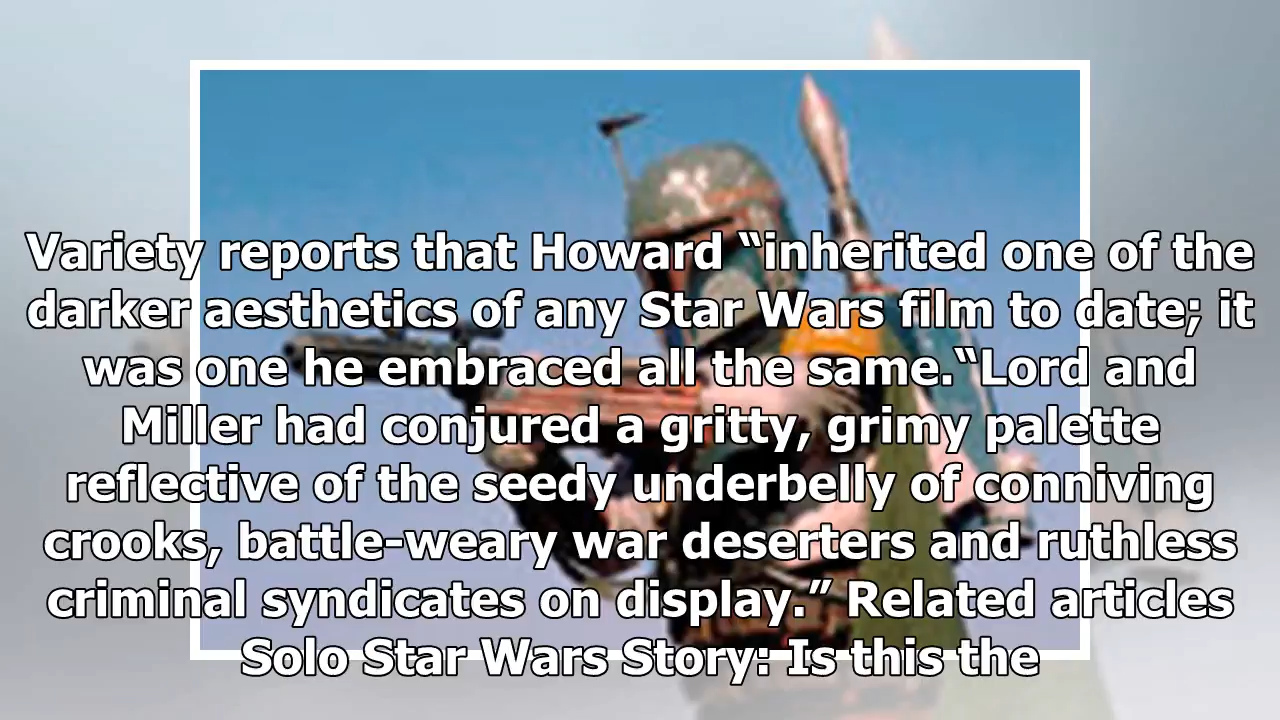 Variety reports that Howard “inherited one of the
darker aesthetics of any Star Wars film to date; it
was one he embraced all the same.“Lord and
Miller had conjured a gritty, grimy palette
reflective of the seedy underbelly of conniving
crooks, battle-weary war deserters and ruthless
criminal syndicates on display.” Related articles
Solo Star Wars Story: Is this the